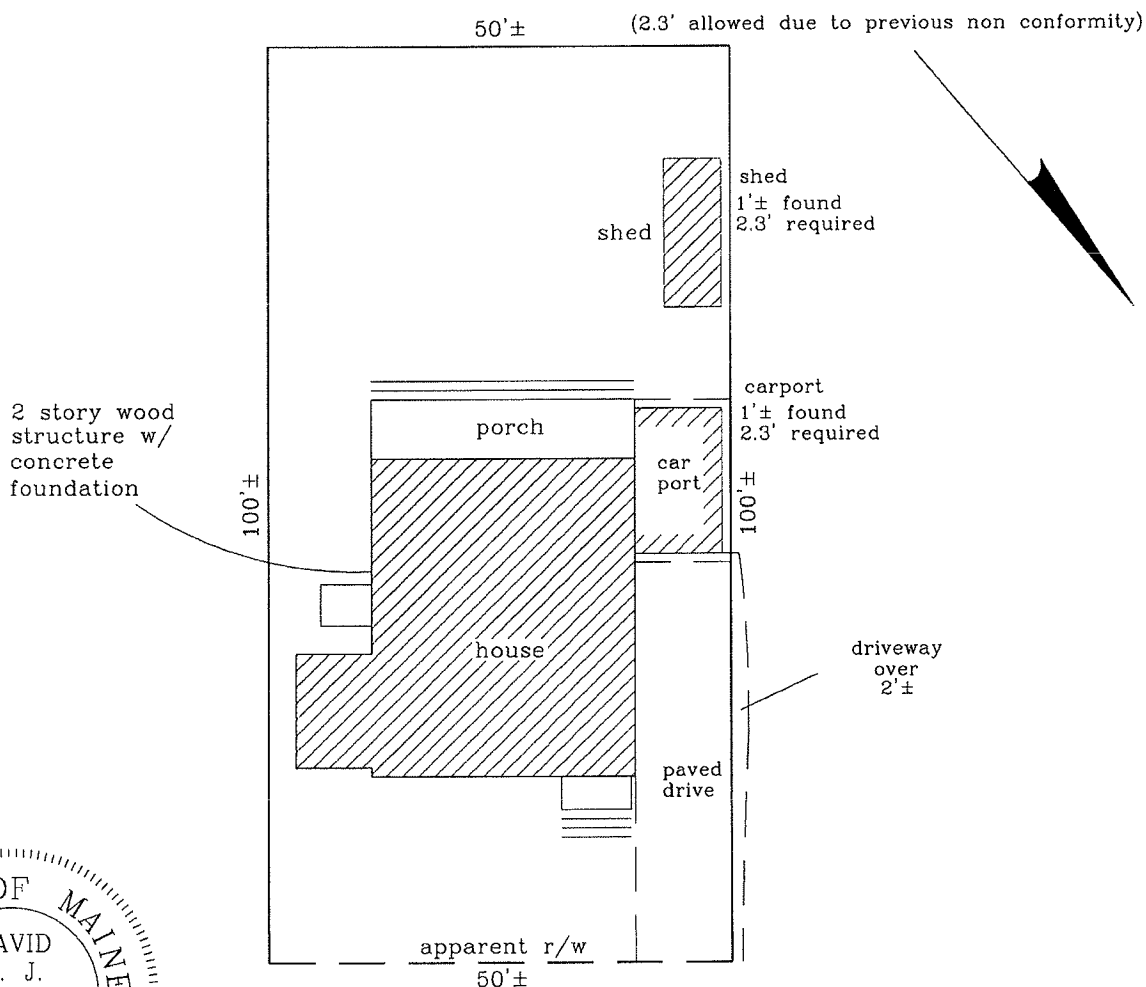 50'±
(2.3' allowed due to previous non conformity)
shed
1'± found
2.3' required
shed
carport
1'± found
2.3' required
2 story wood
structure w/
concrete
foundation
porch
car
port
100'±
100'±
house
driveway
over
2'±
paved
drive
apparent r/w
50'±
OF MAINE
J.